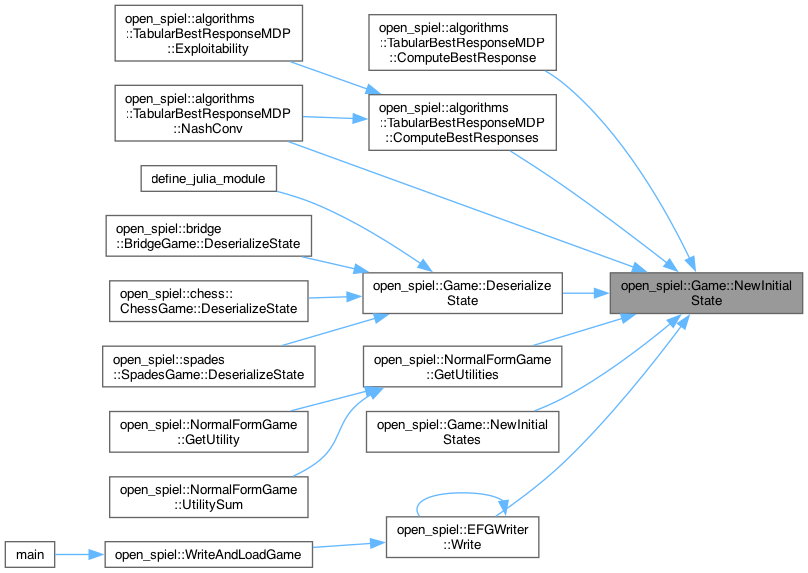 open_spiel::algorithms
::TabularBestResponseMDP
::Exploitability
open_spiel::algorithms
::TabularBestResponseMDP
::ComputeBestResponse
open_spiel::algorithms
::TabularBestResponseMDP
::NashConv
open_spiel::algorithms
::TabularBestResponseMDP
::ComputeBestResponses
define_julia_module
open_spiel::bridge
::BridgeGame::DeserializeState
open_spiel::chess::
ChessGame::DeserializeState
open_spiel::Game::Deserialize
State
open_spiel::Game::NewInitial
State
open_spiel::spades
::SpadesGame::DeserializeState
open_spiel::NormalFormGame
::GetUtilities
open_spiel::NormalFormGame
::GetUtility
open_spiel::Game::NewInitial
States
open_spiel::NormalFormGame
::UtilitySum
open_spiel::EFGWriter
::Write
main
open_spiel::WriteAndLoadGame